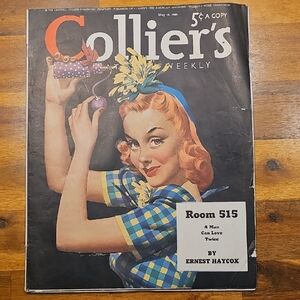 5¢ A COPY
Collier's
WEEKLY
Room 515
A Man
Can Love
Twice
BY
ERNEST HAYCOX